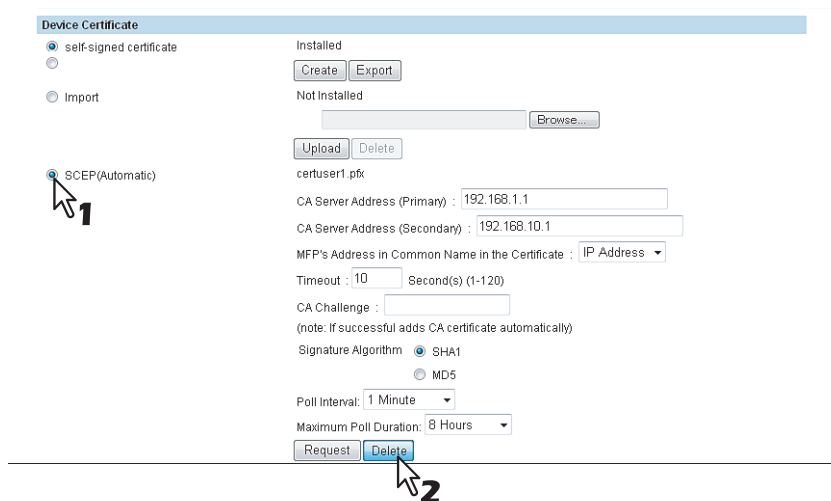 Device Certificate
self-signed certificate Installed
Create Export
Import Not Installed
Browse...
Upload Delete
SCEP(Automatic) certuser1.pfx
1
CA Server Address (Primary) : 192.168.1.1
CA Server Address (Secondary) : 192.168.10.1
MFP's Address in Common Name in the Certificate : IP Address
Timeout : 10 Second(s) (1-120)
CA Challenge :
(note: If successful adds CA certificate automatically)
Signature Algorithm SHA1
MD5
Poll Interval: 1 Minute
Maximum Poll Duration: 8 Hours
Request Delete
2